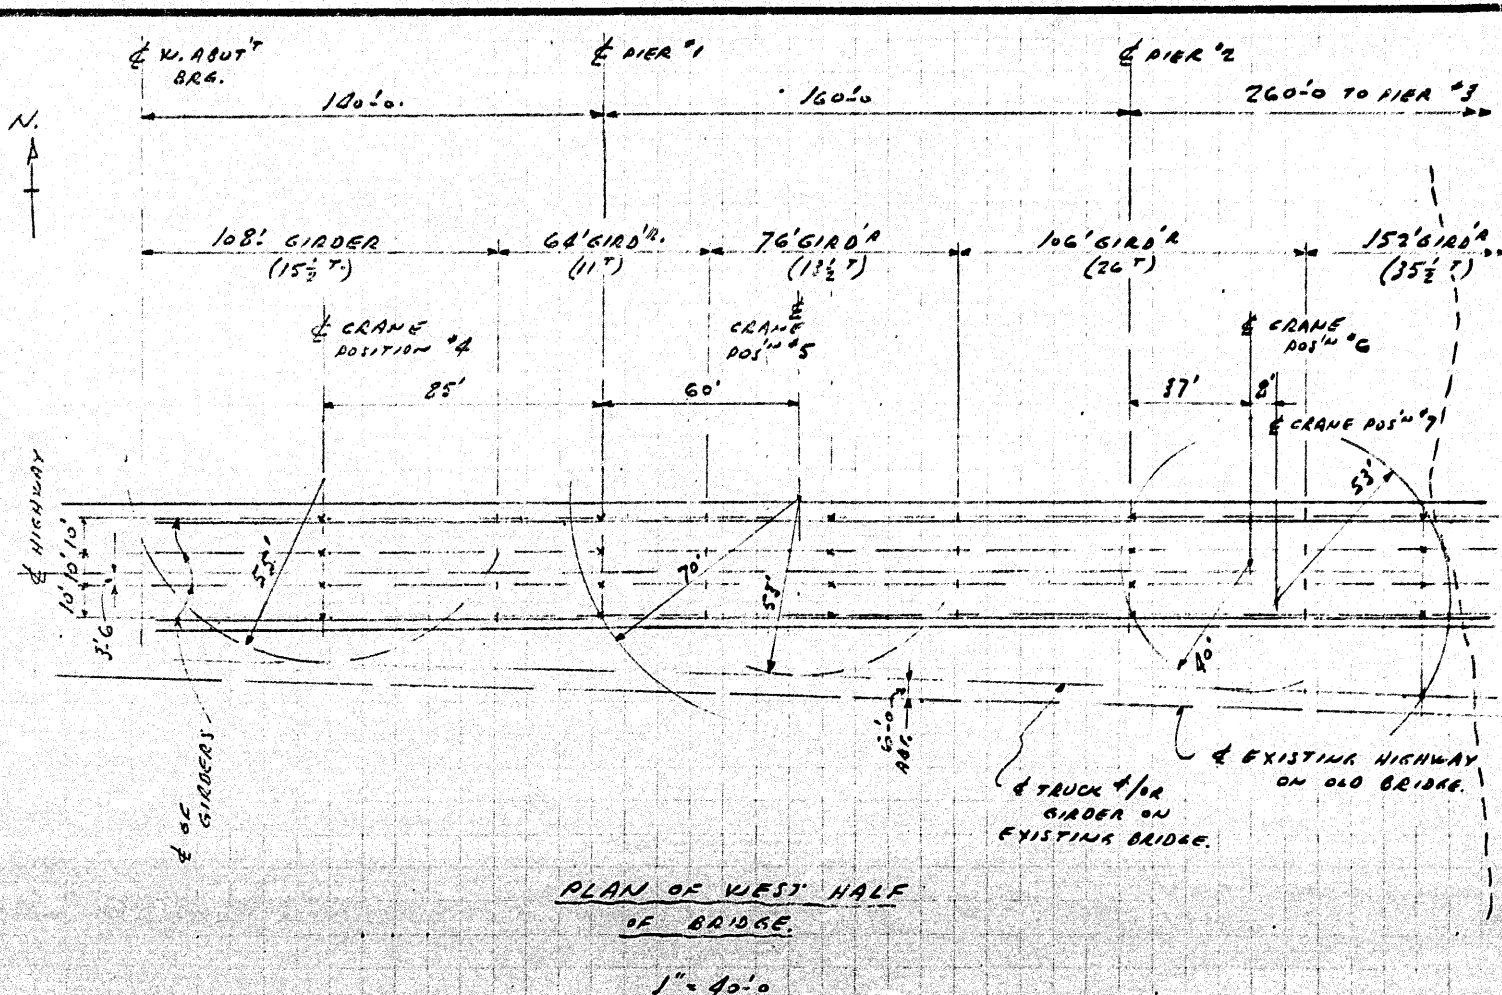 ℄ W. ABUT'T
BRG.
℄ PIER #1
℄ PIER #2
140'-0.
160'-0
260'-0 TO PIER #3
N.
108' GIRDER
(15½ T.)
64' GIRD'R.
(11 T)
76' GIRD'R
(13½ T)
106' GIRD'R
(26 T)
152' GIRD'R
(35½ T)
℄ CRANE
POSITION #4
CRANE
POS'N #5
℄ CRANE
POS'N #6
85'
60'
37'
8'
℄ CRANE POS'N #7
℄ HIGHWAY
10' 10' 10'
3'-6
55'
70'
53'
40'
53'
6'-0
ABT.
℄ OF
GIRDERS
℄ TRUCK &/OR
GIRDER ON
EXISTING BRIDGE.
℄ EXISTING HIGHWAY
ON OLD BRIDGE.
PLAN OF WEST HALF
OF BRIDGE.
1" = 40'-0